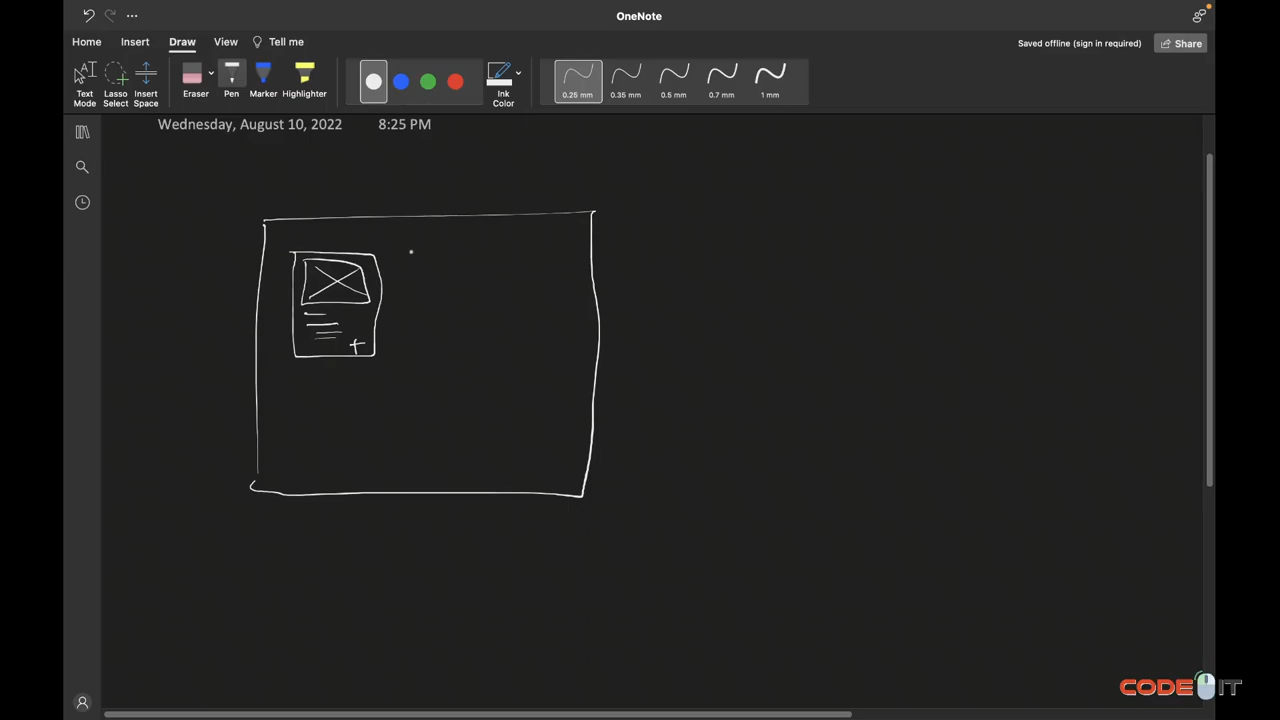 OneNote
Home Insert Draw View Tell me
Saved offline (sign in required) Share
Text Mode
Lasso Select
Insert Space
Eraser
Pen
Marker
Highlighter
Ink Color
0.25 mm
0.35 mm
0.5 mm
0.7 mm
1 mm
Wednesday, August 10, 2022 8:25 PM
CODE IT